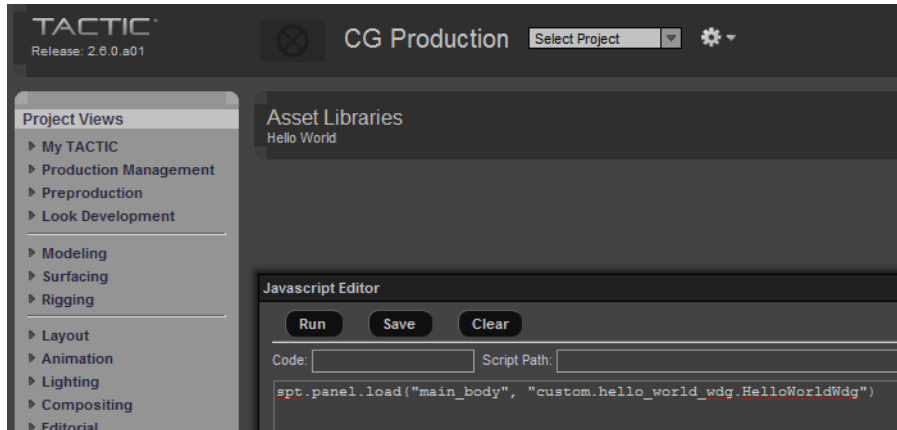 TACTIC
Release: 2.6.0.a01
CG Production
Select Project
Project Views
My TACTIC
Production Management
Preproduction
Look Development
Modeling
Surfacing
Rigging
Layout
Animation
Lighting
Compositing
Editorial
Asset Libraries
Hello World
Javascript Editor
Run Save Clear
Code: Script Path:
spt.panel.load("main_body", "custom.hello_world_wdg.HelloWorldWdg")